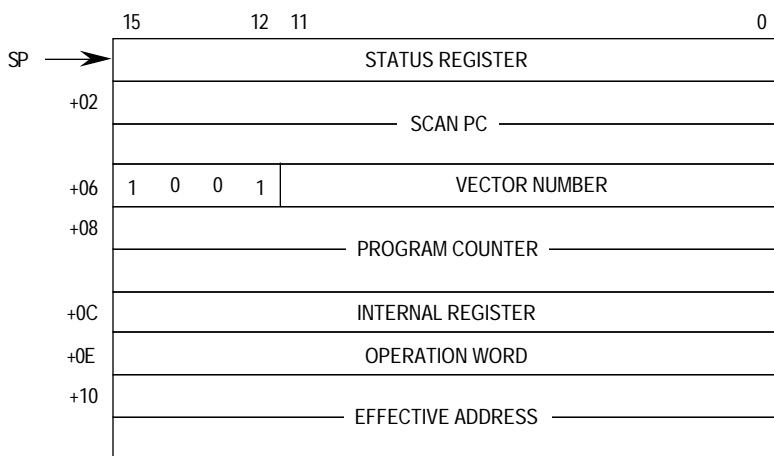 15 12 11 0
SP STATUS REGISTER
+02
SCAN PC
+06 1 0 0 1 VECTOR NUMBER
+08
PROGRAM COUNTER
+0C INTERNAL REGISTER
+0E OPERATION WORD
+10
EFFECTIVE ADDRESS